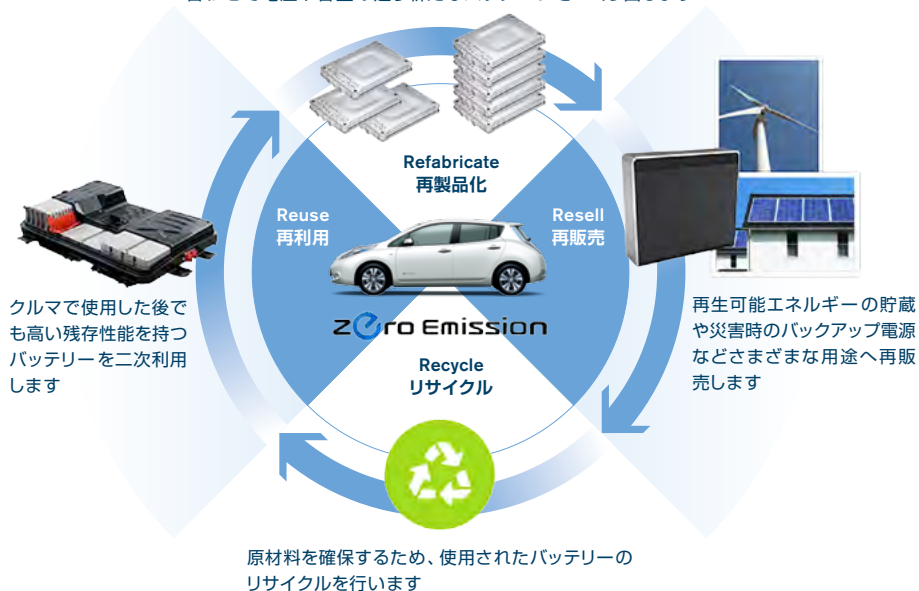 Refabricate
再製品化
Reuse
再利用
Resell
再販売
Zero Emission
クルマで使用した後で
も高い残存性能を持つ
バッテリーを二次利用
します
再生可能エネルギーの貯蔵
や災害時のバックアップ電源
などさまざまな用途へ再販
売します
Recycle
リサイクル
原材料を確保するため、使用されたバッテリーの
リサイクルを行います